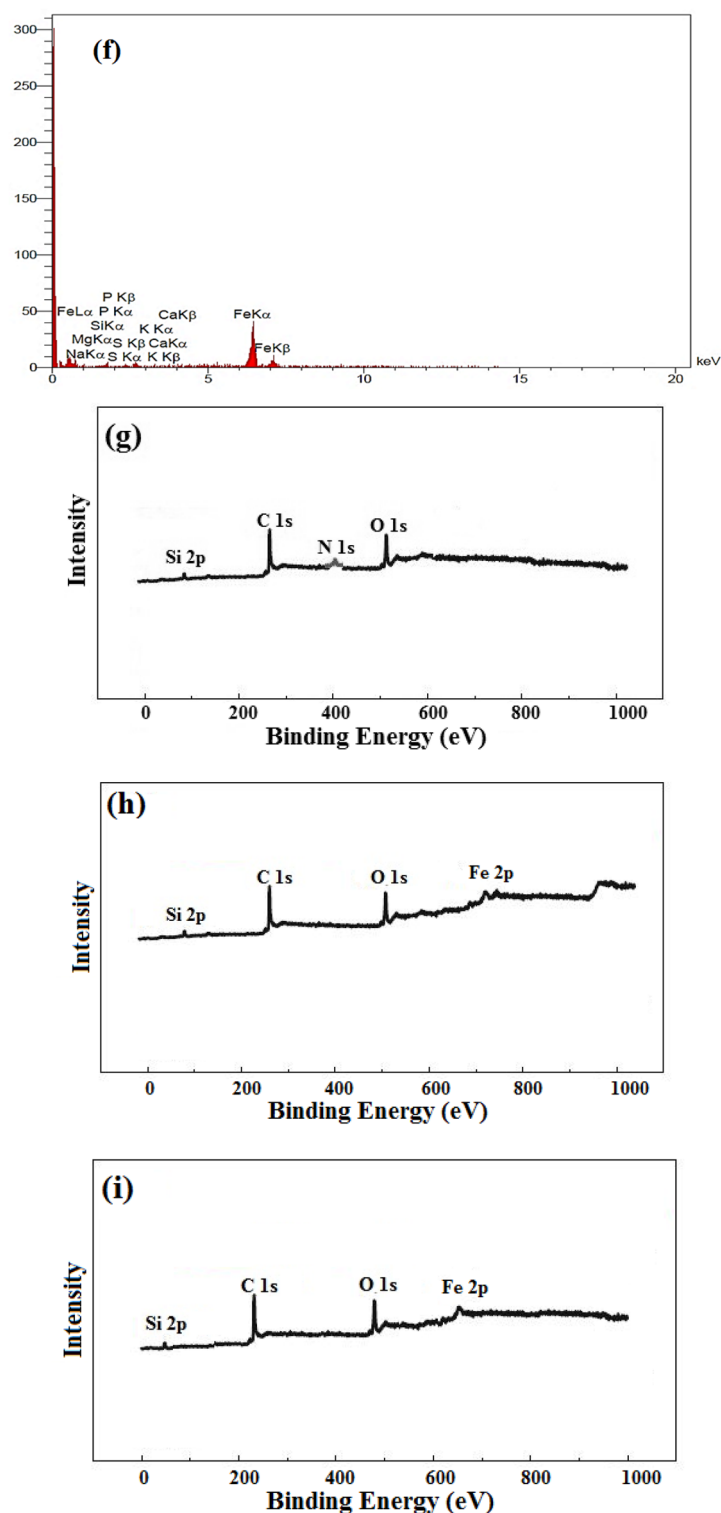 (f)
300
250
200
150
100
50
0
P Kβ
FeLα P Kα CaKβ FeKα
SiKα K Kα
MgKα S Kβ CaKα FeKβ
NaKα S Kα K Kβ
0 5 10 15 20 keV
(g)
Intensity
C 1s O 1s
N 1s
Si 2p
0 200 400 600 800 1000
Binding Energy (eV)
(h)
Intensity
C 1s O 1s Fe 2p
Si 2p
0 200 400 600 800 1000
Binding Energy (eV)
(i)
Intensity
C 1s O 1s Fe 2p
Si 2p
0 200 400 600 800 1000
Binding Energy (eV)